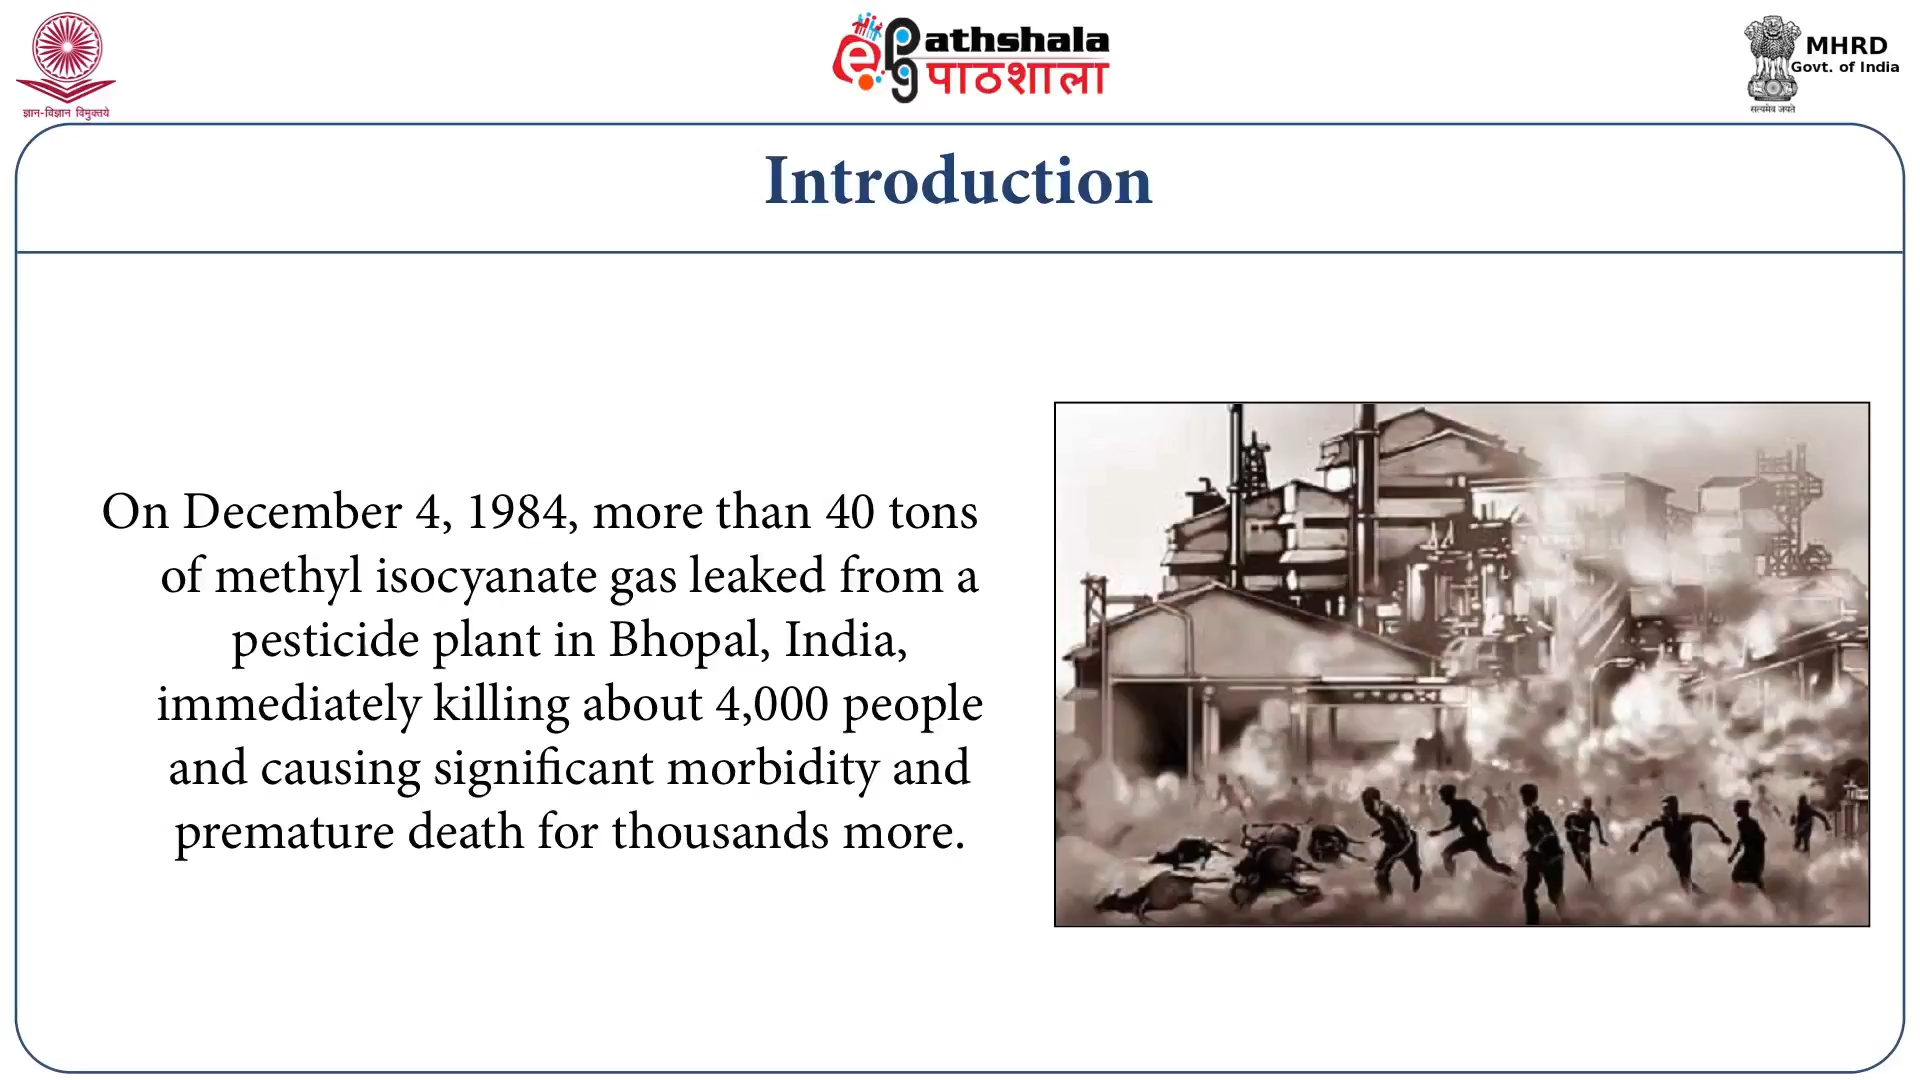 ज्ञान-विज्ञान विमुक्तये
e pg Pathshala
पाठशाला
MHRD
Govt. of India
सत्यमेव जयते
Introduction
On December 4, 1984, more than 40 tons
of methyl isocyanate gas leaked from a
pesticide plant in Bhopal, India,
immediately killing about 4,000 people
and causing significant morbidity and
premature death for thousands more.